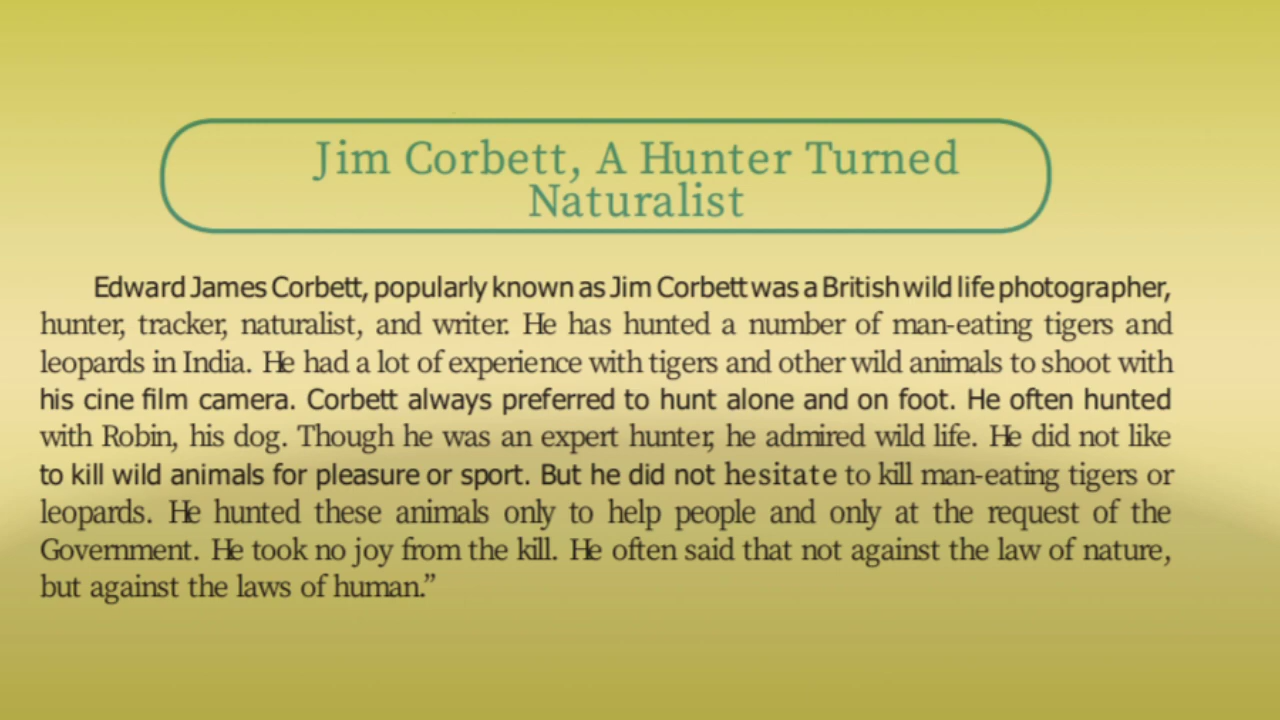 Jim Corbett, A Hunter Turned
Naturalist
Edward James Corbett, popularly known as Jim Corbett was a British wild life photographer,
hunter, tracker, naturalist, and writer. He has hunted a number of man-eating tigers and
leopards in India. He had a lot of experience with tigers and other wild animals to shoot with
his cine film camera. Corbett always preferred to hunt alone and on foot. He often hunted
with Robin, his dog. Though he was an expert hunter, he admired wild life. He did not like
to kill wild animals for pleasure or sport. But he did not hesitate to kill man-eating tigers or
leopards. He hunted these animals only to help people and only at the request of the
Government. He took no joy from the kill. He often said that not against the law of nature,
but against the laws of human.”